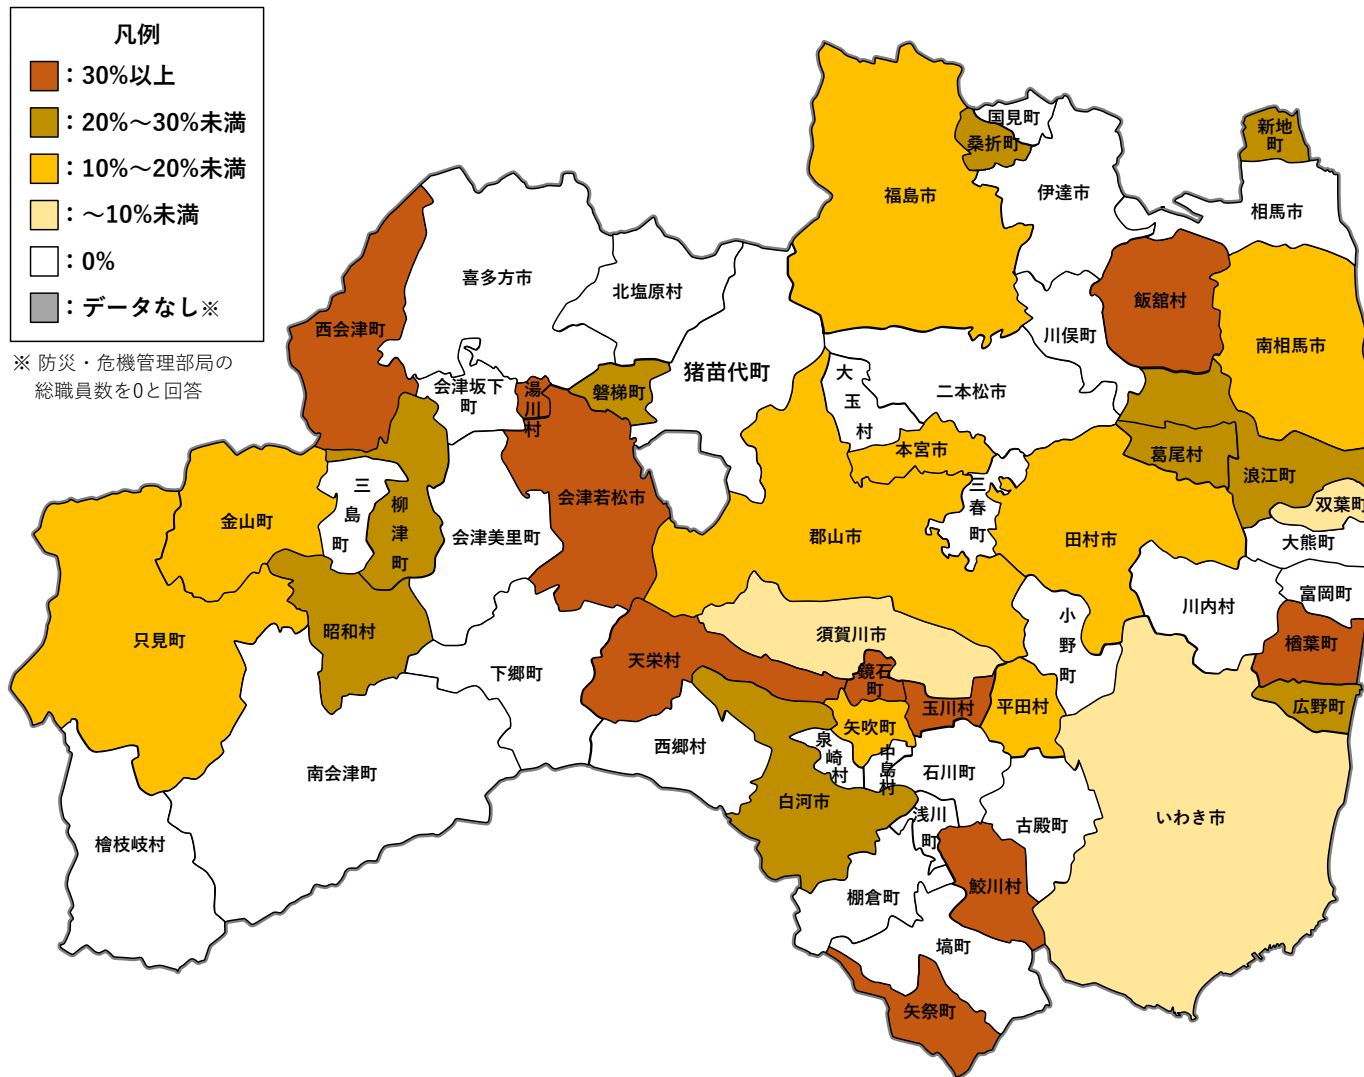 凡例
：30%以上
：20%～30%未満
：10%～20%未満
：～10%未満
：0%
：データなし※
※ 防災・危機管理部局の
総職員数を0と回答
国見町
桑折町
新地町
福島市
伊達市
相馬市
喜多方市
北塩原村
飯舘村
西会津町
川俣町
南相馬市
猪苗代町
会津坂下町
湯川村
磐梯町
大玉村
二本松市
本宮市
葛尾村
浪江町
三島町
柳津町
会津若松市
三春町
双葉町
金山町
会津美里町
郡山市
田村市
大熊町
川内村
富岡町
只見町
昭和村
須賀川市
小野町
楢葉町
天栄村
鏡石町
下郷町
玉川村
平田村
広野町
矢吹町
西郷村
泉崎村
中島村
石川町
南会津町
白河市
浅川町
古殿町
いわき市
檜枝岐村
鮫川村
棚倉町
塙町
矢祭町